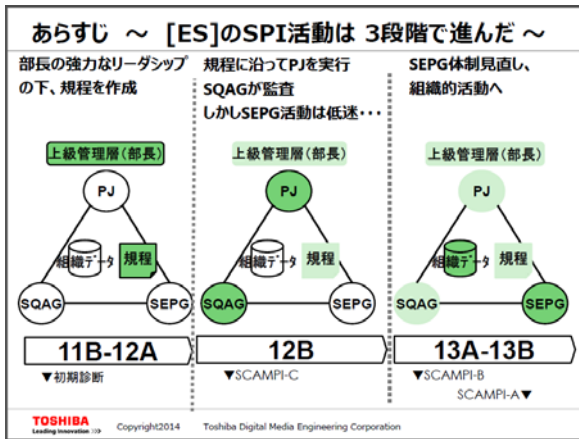 あらすじ ～ [ES]のSPI活動は 3段階で進んだ ～
部長の強力なリーダシップ
の下、規程を作成
上級管理層(部長)
PJ
組織データ
規程
SQAG
SEPG
11B-12A
▼初期診断
規程に沿ってPJを実行
SQAGが監査
しかしSEPG活動は低迷・・・
上級管理層(部長)
PJ
組織データ
規程
SQAG
SEPG
12B
▼SCAMPI-C
SEPG体制見直し、
組織的活動へ
上級管理層(部長)
PJ
組織データ
規程
SQAG
SEPG
13A-13B
▼SCAMPI-B
SCAMPI-A▼
TOSHIBA
Leading Innovation >>>
Copyright2014 Toshiba Digital Media Engineering Corporation